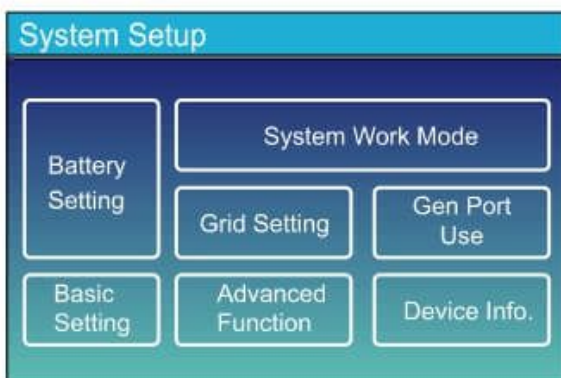 System Setup
Battery
Setting
System Work Mode
Grid Setting
Gen Port
Use
Basic
Setting
Advanced
Function
Device Info.